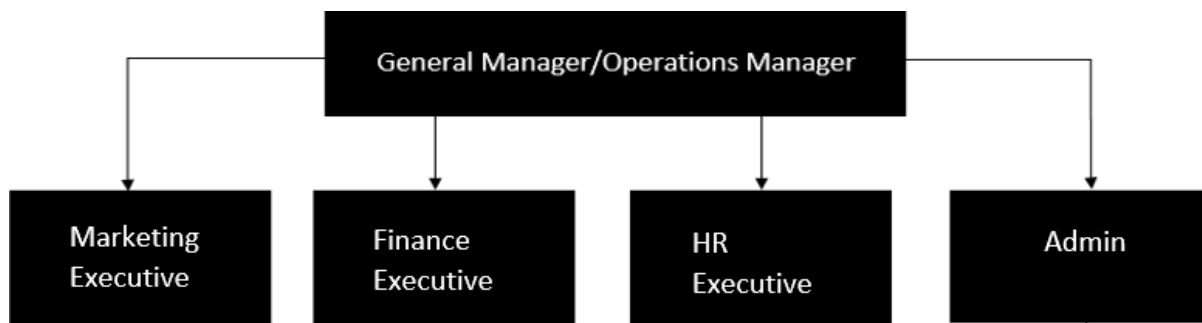 General Manager/Operations Manager
Marketing
Executive
Finance
Executive
HR
Executive
Admin